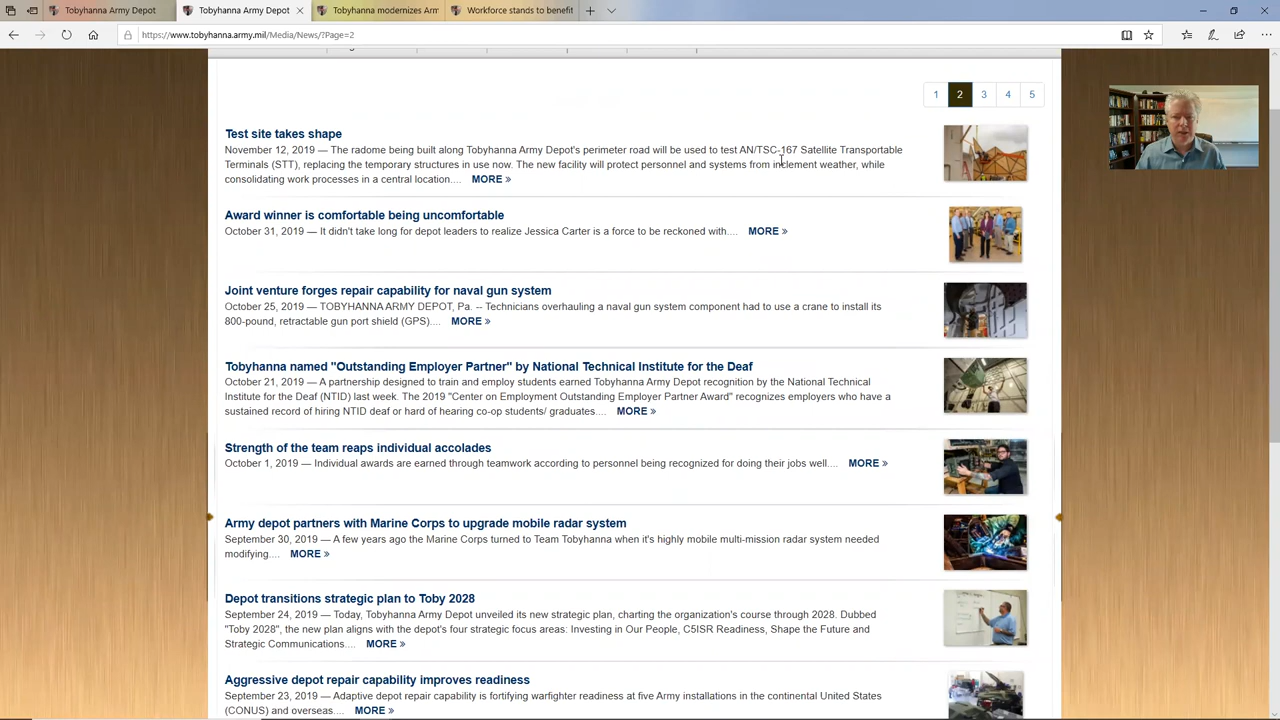 Tobyhanna Army Depot
Tobyhanna Army Depot
Tobyhanna modernizes Arm
Workforce stands to benefit
https://www.tobyhanna.army.mil/Media/News/?Page=2
1 2 3 4 5
Test site takes shape
November 12, 2019 — The radome being built along Tobyhanna Army Depot's perimeter road will be used to test AN/TSC-167 Satellite Transportable
Terminals (STT), replacing the temporary structures in use now. The new facility will protect personnel and systems from inclement weather, while
consolidating work processes in a central location.... MORE »
Award winner is comfortable being uncomfortable
October 31, 2019 — It didn't take long for depot leaders to realize Jessica Carter is a force to be reckoned with.... MORE »
Joint venture forges repair capability for naval gun system
October 25, 2019 — TOBYHANNA ARMY DEPOT, Pa. -- Technicians overhauling a naval gun system component had to use a crane to install its
800-pound, retractable gun port shield (GPS).... MORE »
Tobyhanna named "Outstanding Employer Partner" by National Technical Institute for the Deaf
October 21, 2019 — A partnership designed to train and employ students earned Tobyhanna Army Depot recognition by the National Technical
Institute for the Deaf (NTID) last week. The 2019 "Center on Employment Outstanding Employer Partner Award" recognizes employers who have a
sustained record of hiring NTID deaf or hard of hearing co-op students/ graduates.... MORE »
Strength of the team reaps individual accolades
October 1, 2019 — Individual awards are earned through teamwork according to personnel being recognized for doing their jobs well.... MORE »
Army depot partners with Marine Corps to upgrade mobile radar system
September 30, 2019 — A few years ago the Marine Corps turned to Team Tobyhanna when it's highly mobile multi-mission radar system needed
modifying.... MORE »
Depot transitions strategic plan to Toby 2028
September 24, 2019 — Today, Tobyhanna Army Depot unveiled its new strategic plan, charting the organization's course through 2028. Dubbed
"Toby 2028", the new plan aligns with the depot's four strategic focus areas: Investing in Our People, C5ISR Readiness, Shape the Future and
Strategic Communications.... MORE »
Aggressive depot repair capability improves readiness
September 23, 2019 — Adaptive depot repair capability is fortifying warfighter readiness at five Army installations in the continental United States
(CONUS) and overseas.... MORE »